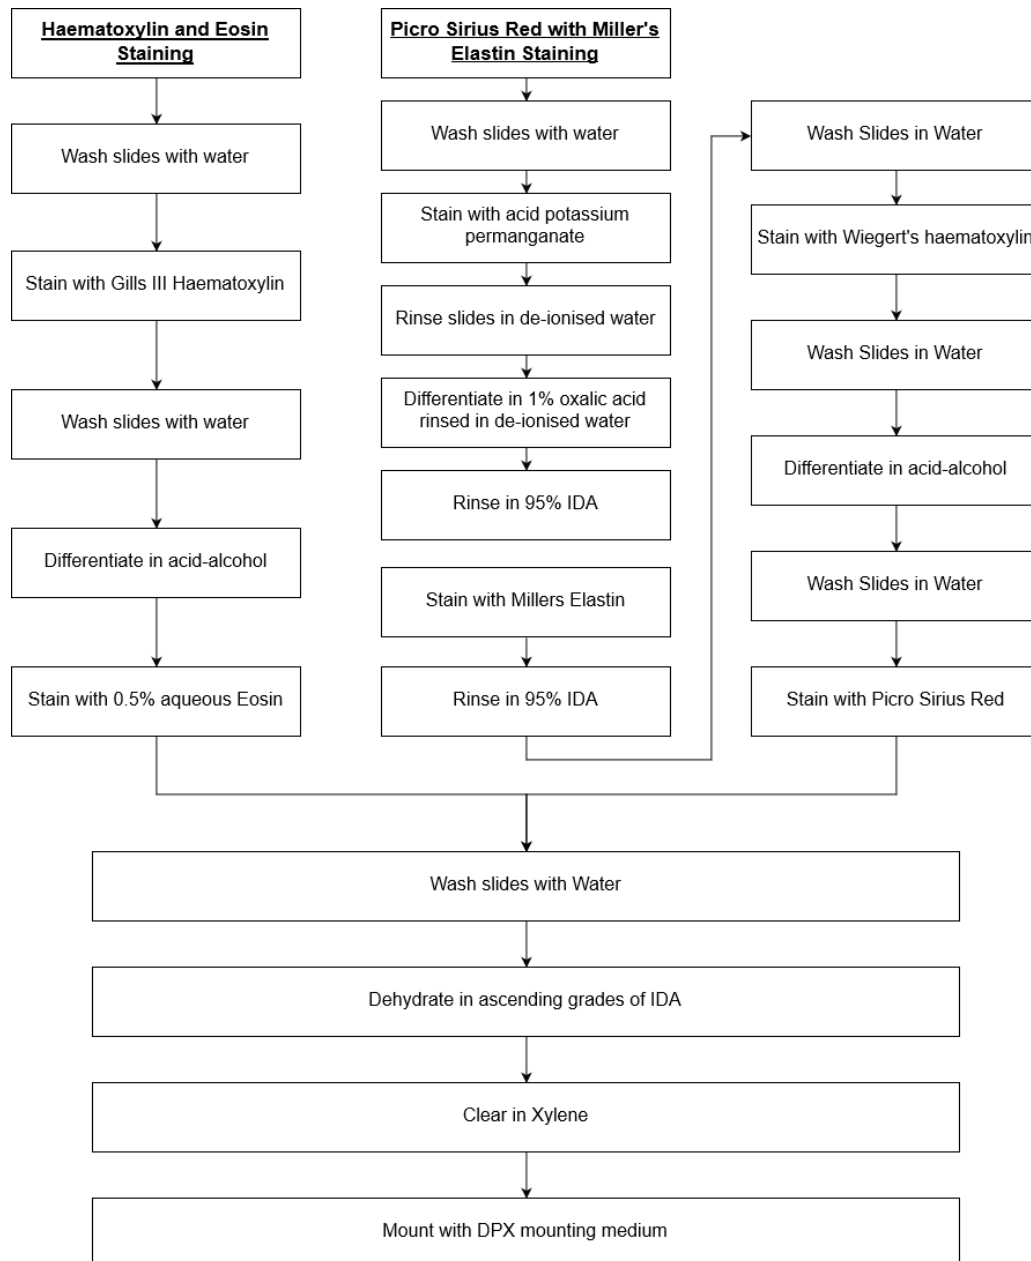 Haematoxylin and Eosin
Staining
Wash slides with water
Stain with Gills III Haematoxylin
Wash slides with water
Differentiate in acid-alcohol
Stain with 0.5% aqueous Eosin
Picro Sirius Red with Miller's
Elastin Staining
Wash slides with water
Stain with acid potassium
permanganate
Rinse slides in de-ionised water
Differentiate in 1% oxalic acid
rinsed in de-ionised water
Rinse in 95% IDA
Stain with Millers Elastin
Rinse in 95% IDA
Wash Slides in Water
Stain with Wiegert's haematoxylin
Wash Slides in Water
Differentiate in acid-alcohol
Wash Slides in Water
Stain with Picro Sirius Red
Wash slides with Water
Dehydrate in ascending grades of IDA
Clear in Xylene
Mount with DPX mounting medium